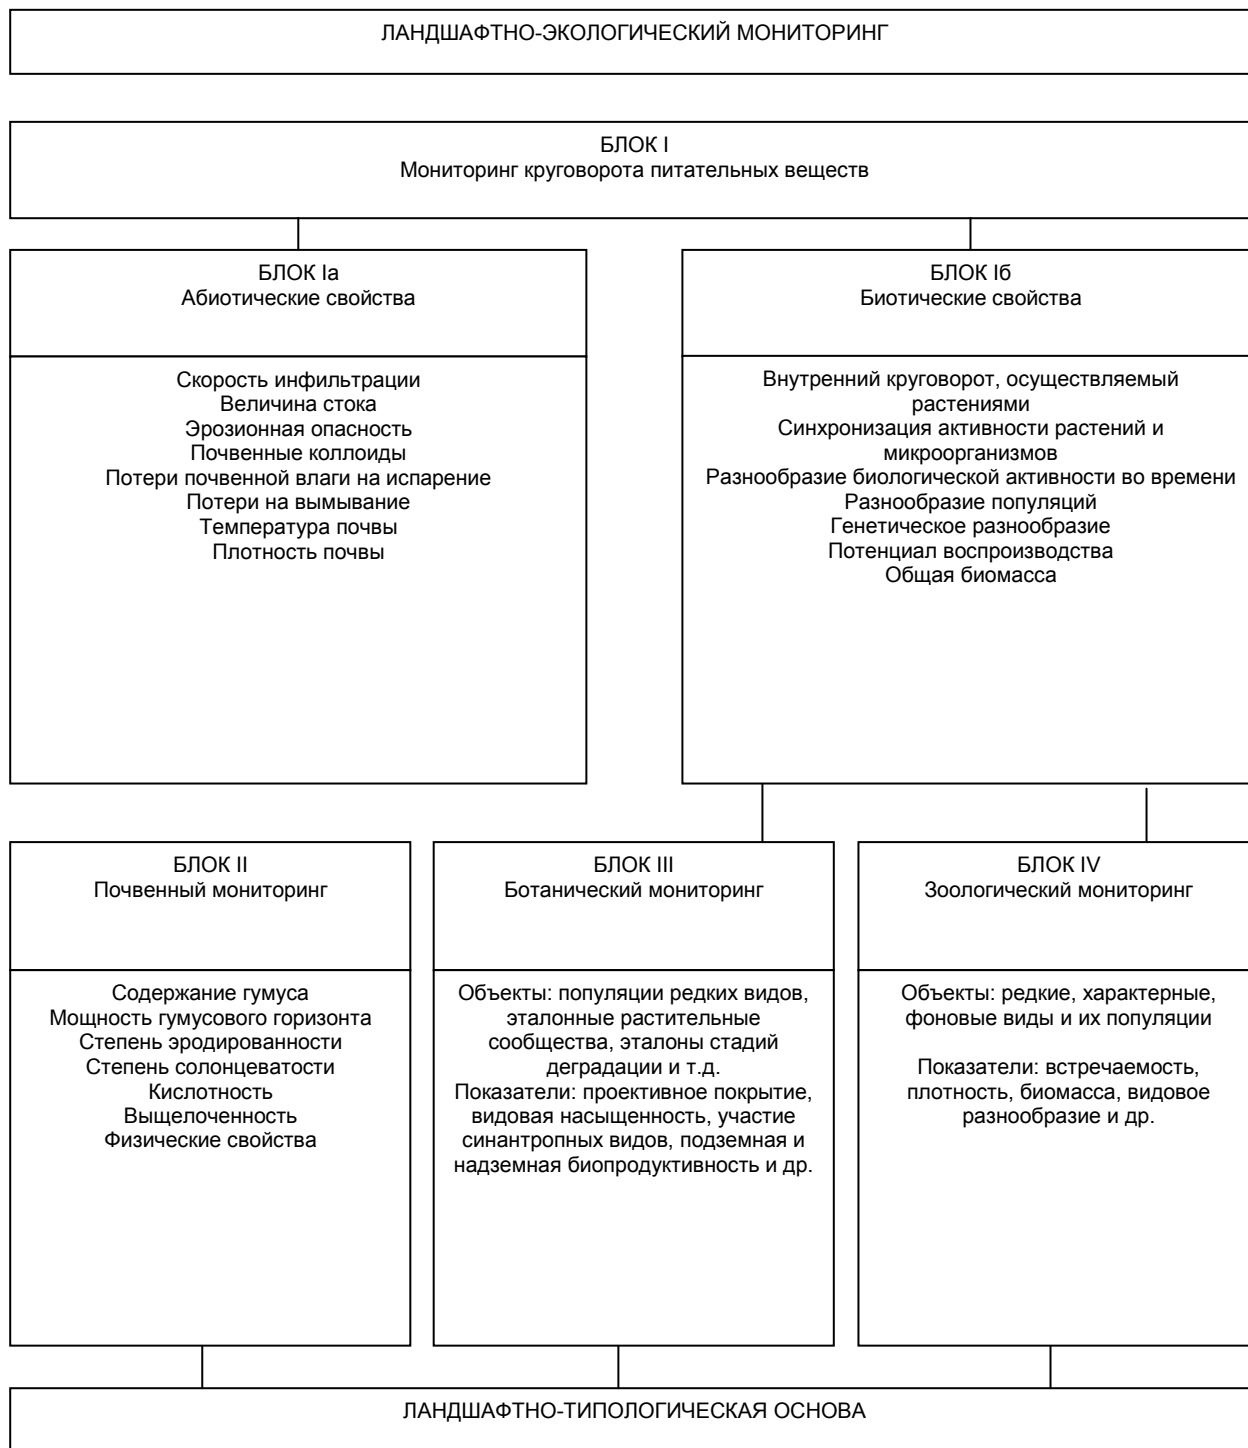 ЛАНДШАФТНО-ЭКОЛОГИЧЕСКИЙ МОНИТОРИНГ
БЛОК I
Мониторинг круговорота питательных веществ
БЛОК Iа
Абиотические свойства
Скорость инфильтрации
Величина стока
Эрозионная опасность
Почвенные коллоиды
Потери почвенной влаги на испарение
Потери на вымывание
Температура почвы
Плотность почвы
БЛОК Iб
Биотические свойства
Внутренний круговорот, осуществляемый
растениями
Синхронизация активности растений и
микроорганизмов
Разнообразие биологической активности во времени
Разнообразие популяций
Генетическое разнообразие
Потенциал воспроизводства
Общая биомасса
БЛОК II
Почвенный мониторинг
Содержание гумуса
Мощность гумусового горизонта
Степень эродированности
Степень солонцеватости
Кислотность
Выщелоченность
Физические свойства
БЛОК III
Ботанический мониторинг
Объекты: популяции редких видов,
эталонные растительные
сообщества, эталоны стадий
деградации и т.д.
Показатели: проективное покрытие,
видовая насыщенность, участие
синантропных видов, подземная и
надземная биопродуктивность и др.
БЛОК IV
Зоологический мониторинг
Объекты: редкие, характерные,
фоновые виды и их популяции
Показатели: встречаемость,
плотность, биомасса, видовое
разнообразие и др.
ЛАНДШАФТНО-ТИПОЛОГИЧЕСКАЯ ОСНОВА